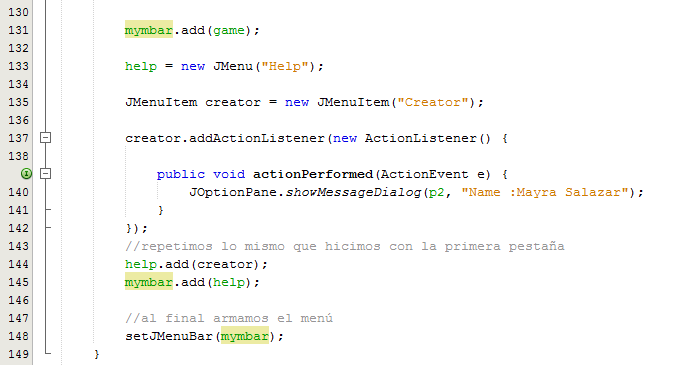 130
131 mymbar.add(game);
132
133 help = new JMenu("Help");
134
135 JMenuItem creator = new JMenuItem("Creator");
136
137 creator.addActionListener(new ActionListener() {
138
public void actionPerformed(ActionEvent e) {
140 JOptionPane.showMessageDialog(p2, "Name :Mayra Salazar");
141 }
142 });
143 //repetimos lo mismo que hicimos con la primera pestaña
144 help.add(creator);
145 mymbar.add(help);
146
147 //al final armamos el menú
148 setJMenuBar(mymbar);
149 }